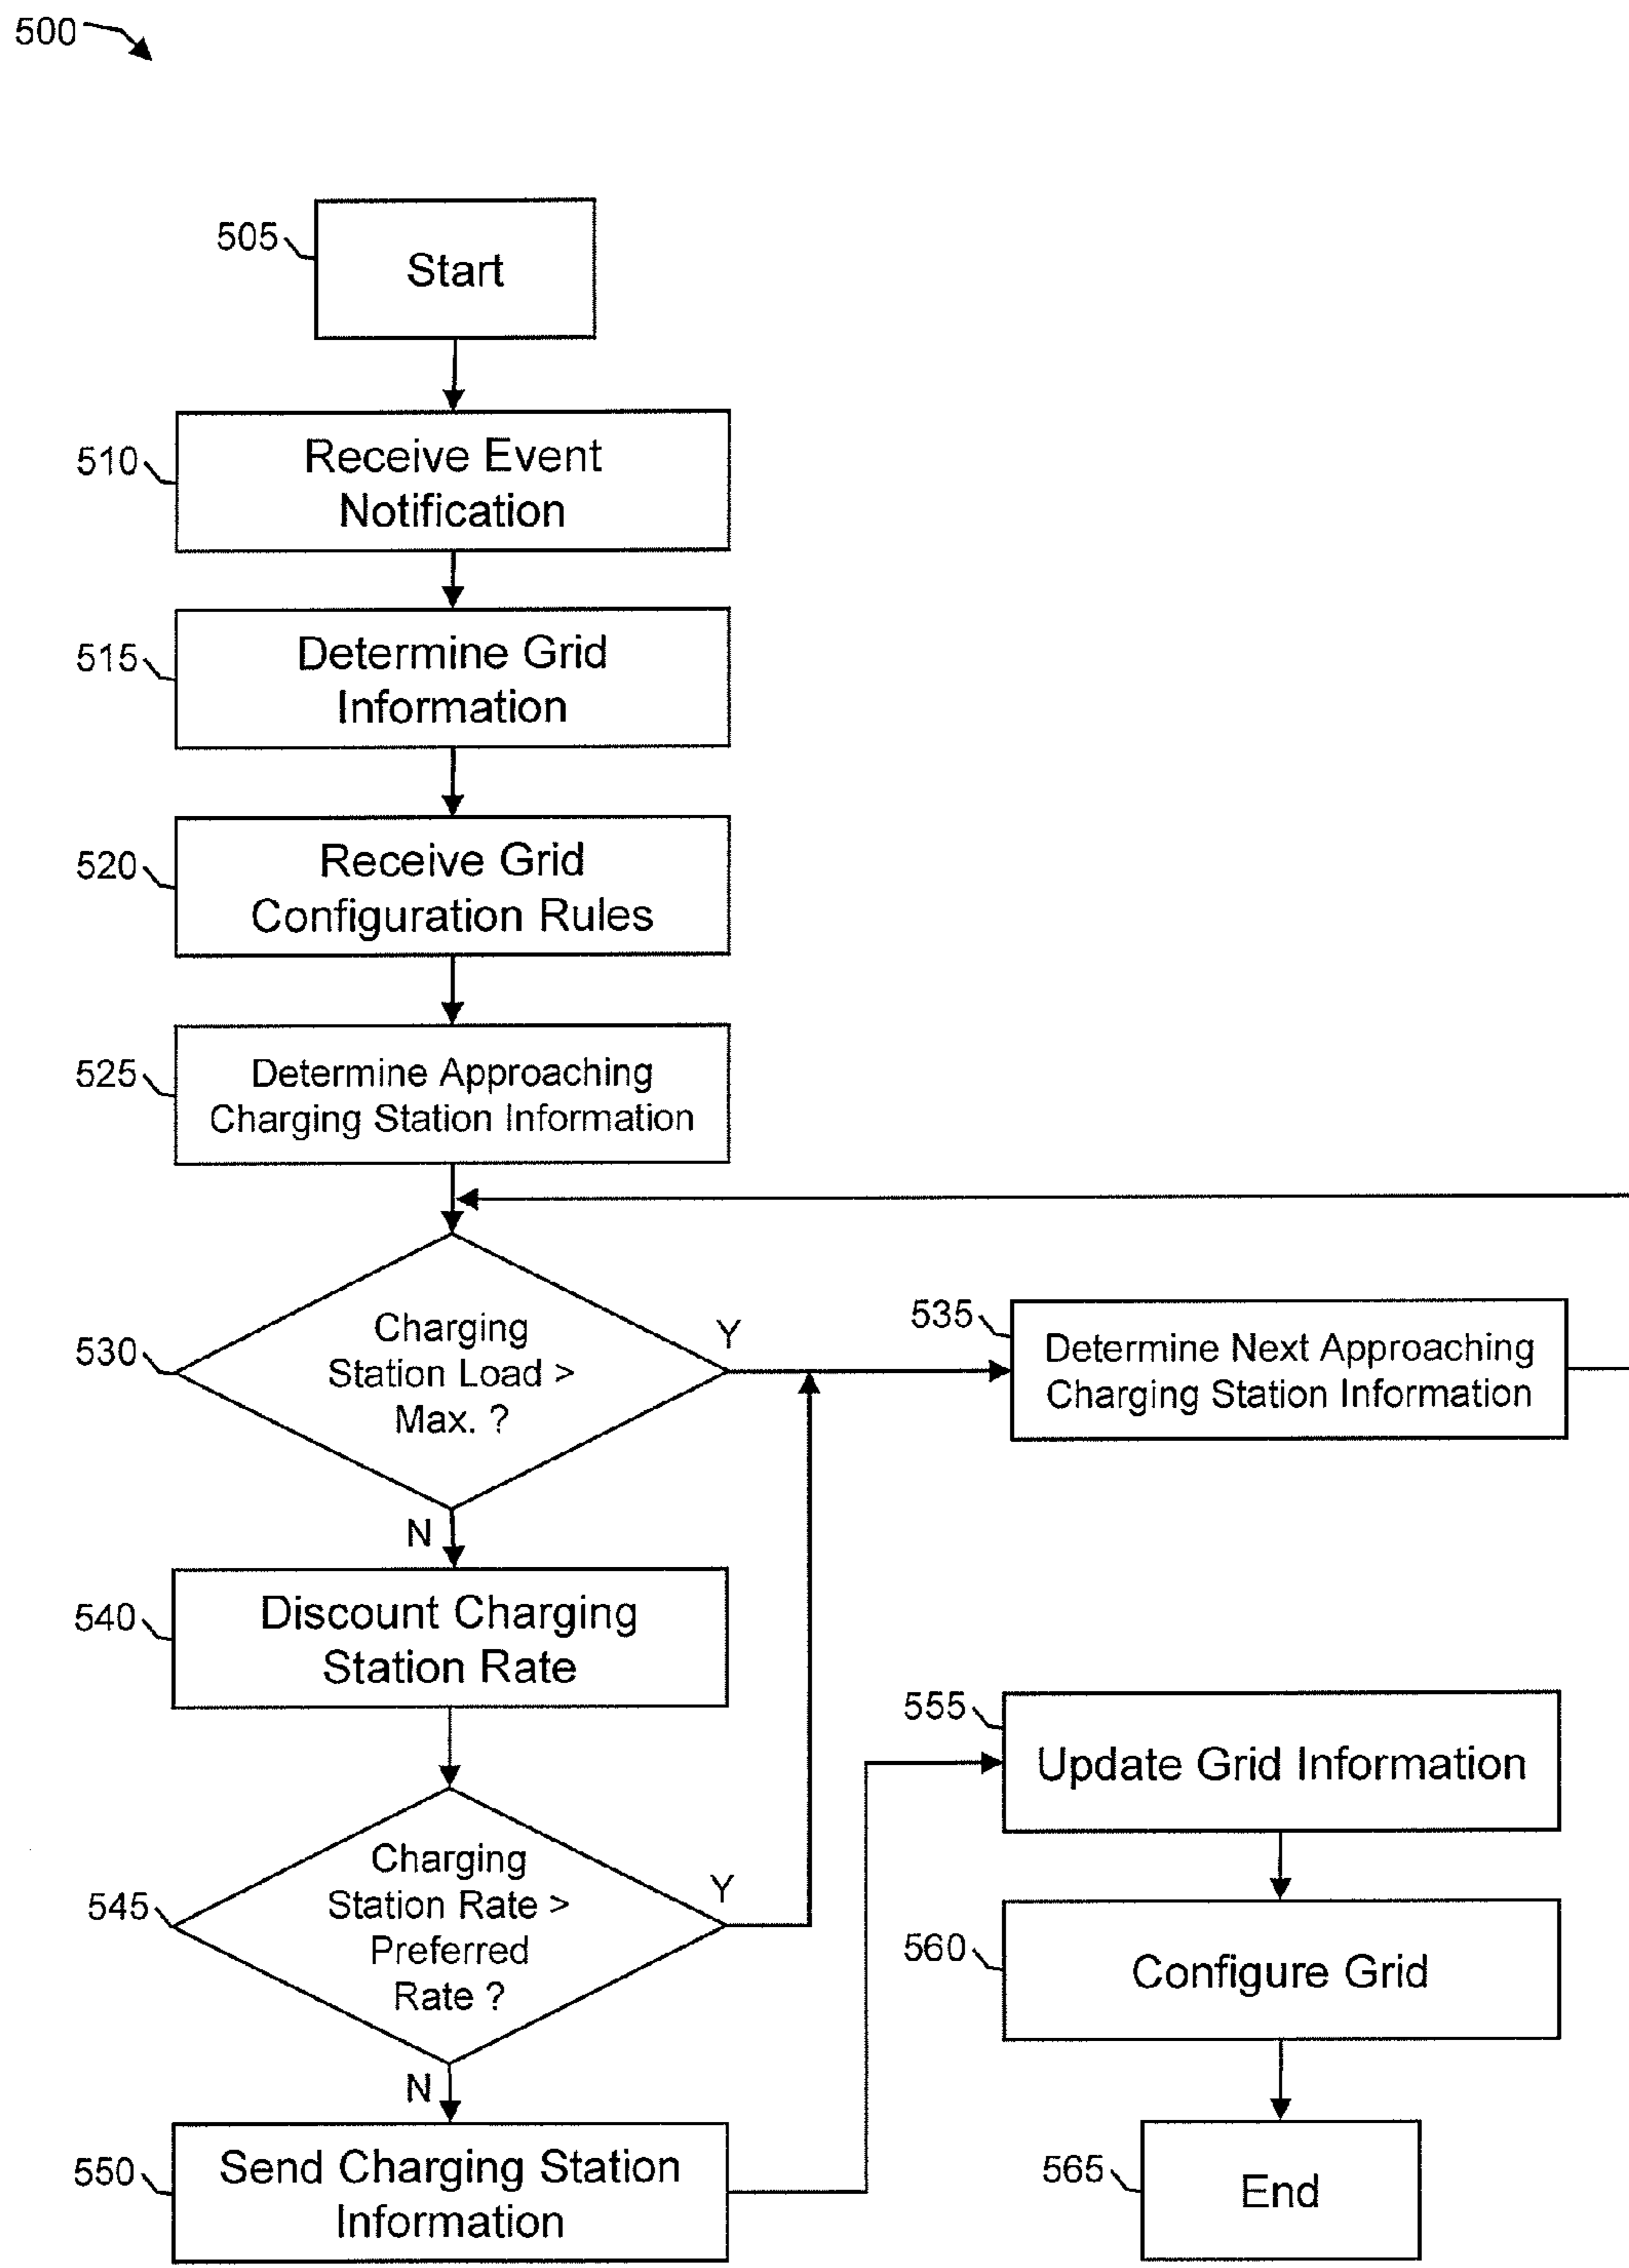 500
505
Start
510
Receive Event
Notification
515
Determine Grid
Information
520
Receive Grid
Configuration Rules
525
Determine Approaching
Charging Station Information
530
Charging
Station Load >
Max. ?
Y
N
535
Determine Next Approaching
Charging Station Information
540
Discount Charging
Station Rate
545
Charging
Station Rate >
Preferred
Rate ?
Y
N
550
Send Charging Station
Information
555
Update Grid Information
560
Configure Grid
565
End